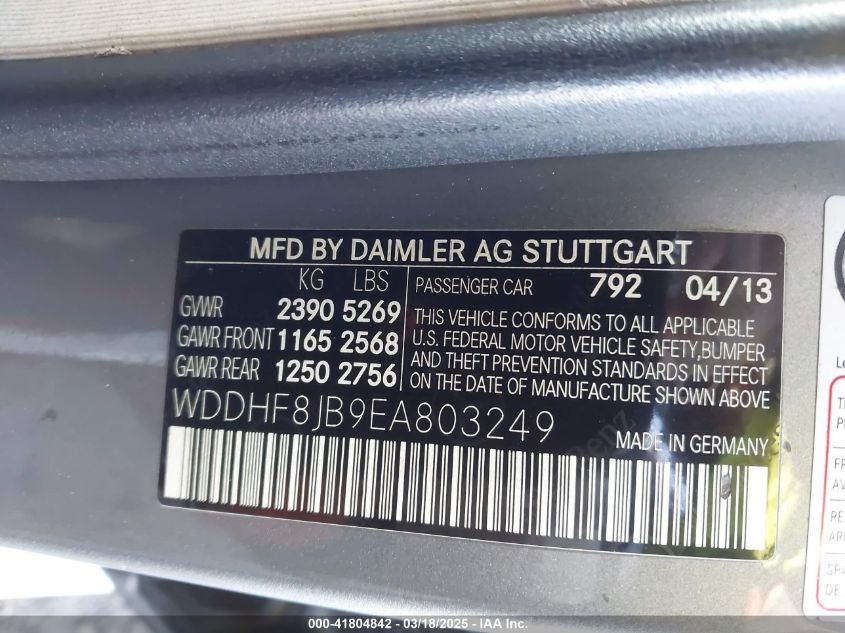 MFD BY DAIMLER AG STUTTGART
KG LBS
GVWR 2390 5269
GAWR FRONT 1165 2568
GAWR REAR 1250 2756
PASSENGER CAR 792 04/13
THIS VEHICLE CONFORMS TO ALL APPLICABLE
U.S. FEDERAL MOTOR VEHICLE SAFETY,BUMPER
AND THEFT PREVENTION STANDARDS IN EFFECT
ON THE DATE OF MANUFACTURE SHOWN ABOVE
WDDHF8JB9EA803249
MADE IN GERMANY
000-41804842 - 03/18/2025 - IAA Inc.